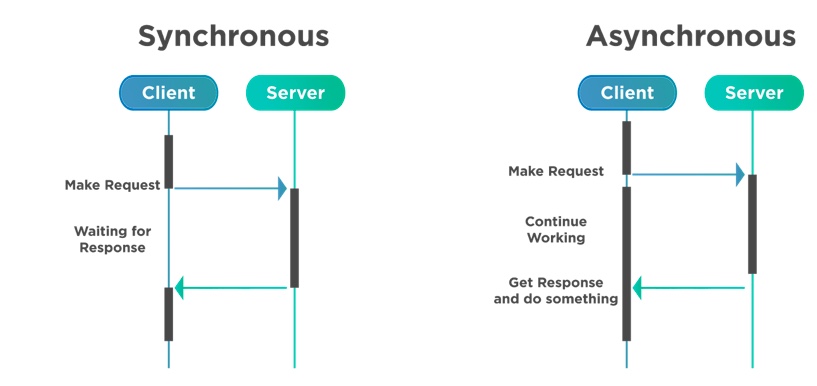 Synchronous
Client
Server
Make Request
Waiting for
Response
Asynchronous
Client
Server
Make Request
Continue
Working
Get Response
and do something